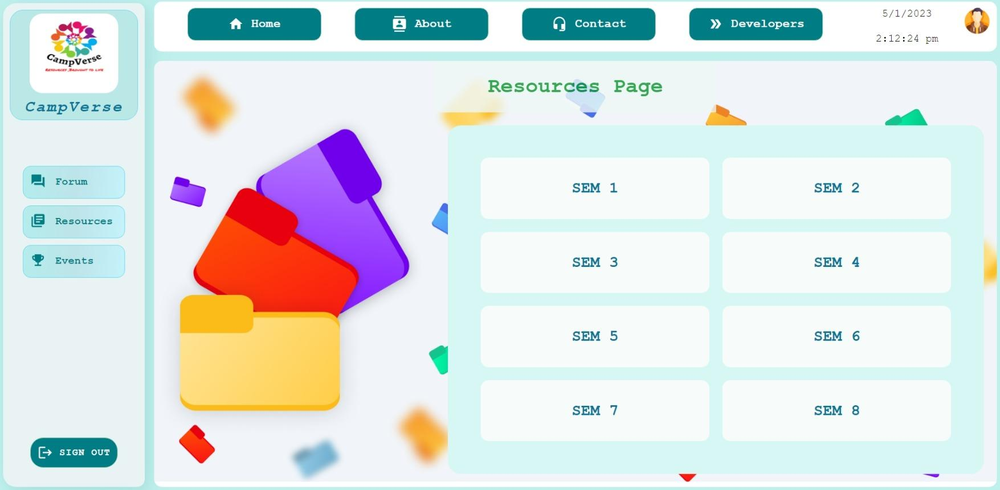 CampVerse
RESOURCES ,BROUGHT TO LIFE
CampVerse
Forum
Resources
Events
SIGN OUT
Home
About
Contact
Developers
5/1/2023
2:12:24 pm
Resources Page
SEM 1
SEM 2
SEM 3
SEM 4
SEM 5
SEM 6
SEM 7
SEM 8